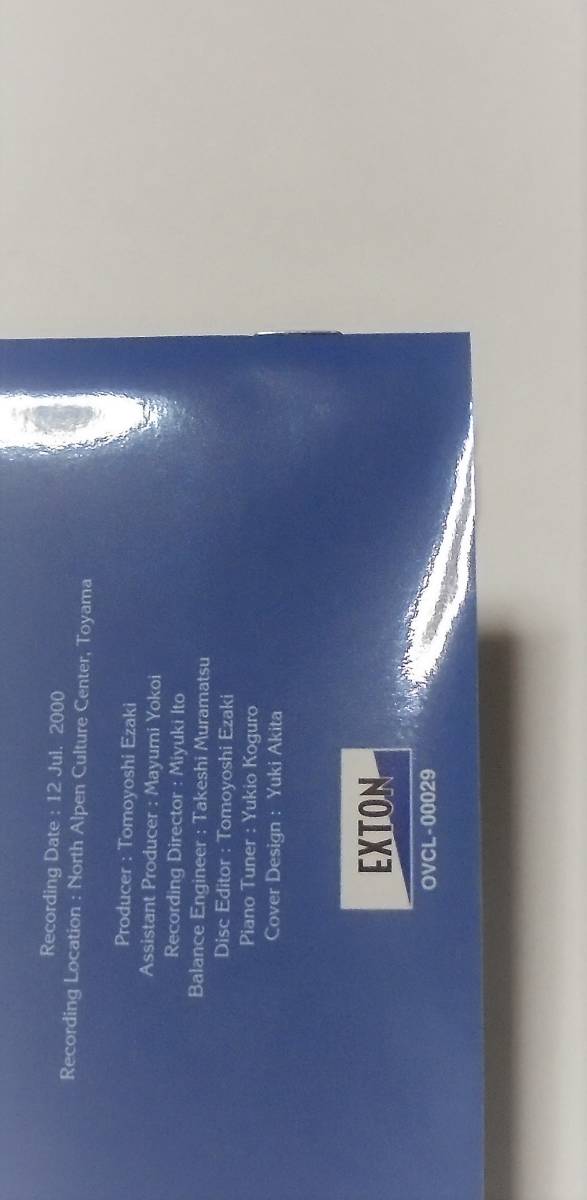 Recording Date : 12 Jul. 2000
Recording Location : North Alpen Culture Center, Toyama
Producer : Tomoyoshi Ezaki
Assistant Producer : Mayumi Yokoi
Recording Director : Miyuki Ito
Balance Engineer : Takeshi Muramatsu
Disc Editor : Tomoyoshi Ezaki
Piano Tuner : Yukio Koguro
Cover Design : Yuki Akita
EXTON
OVCL-00029